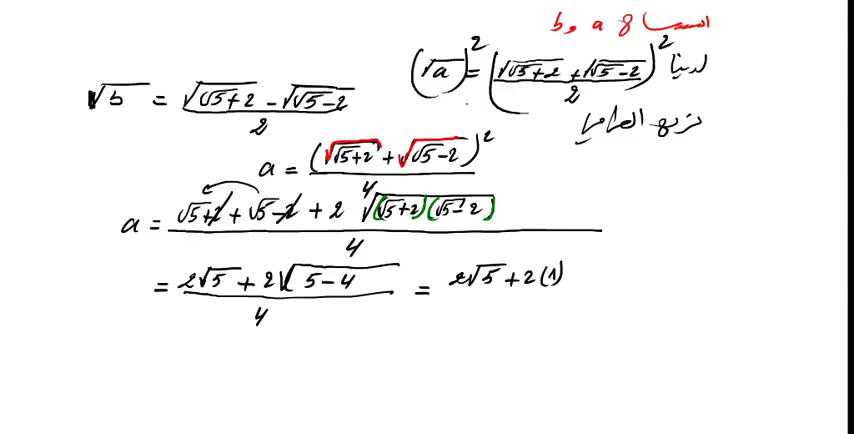 حساب a و b
لدينا (√a)² = ((√(√5+2) + √(√5-2))/2)²
√b = (√(√5+2) - √(√5-2))/2
نربع الطرفين
a = (√(√5+2) + √(√5-2))²/4
a = (√5+2 + √5-2 + 2 √((√5+2)(√5-2)))/4
= (2√5 + 2√(5-4))/4 = 2√5 + 2(1)